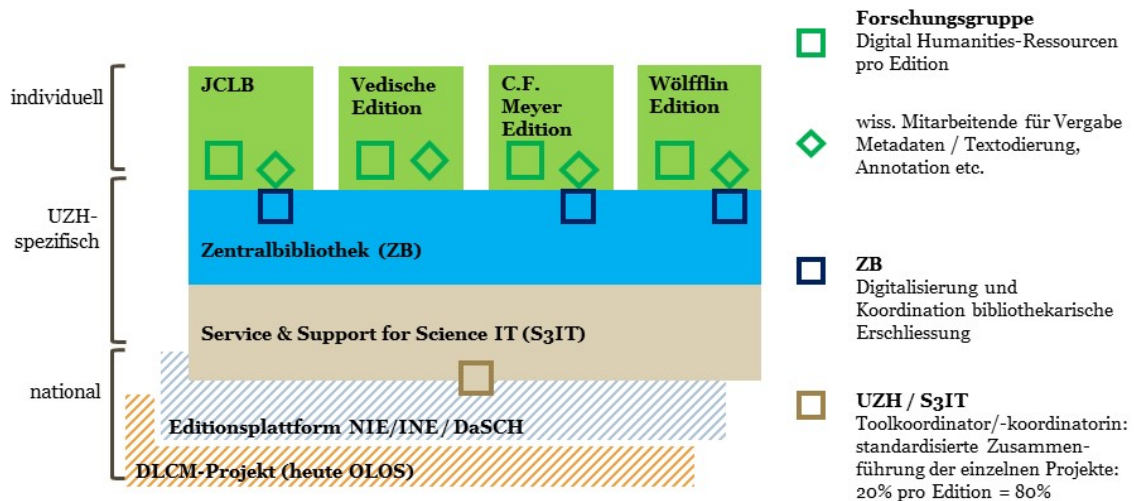 individuell
UZH-
spezifisch
national
JCLB
Vedische
Edition
C.F.
Meyer
Edition
Wölfflin
Edition
Zentralbibliothek (ZB)
Service & Support for Science IT (S3IT)
Editionsplattform NIE/INE/DaSCH
DLCM-Projekt (heute OLOS)
Forschungsgruppe
Digital Humanities-Ressourcen
pro Edition
wiss. Mitarbeitende für Vergabe
Metadaten / Textodierung,
Annotation etc.
ZB
Digitalisierung und
Koordination bibliothekarische
Erschliessung
UZH / S3IT
Toolkoordinator/-koordinatorin:
standardisierte Zusammen-
führung der einzelnen Projekte:
20% pro Edition = 80%